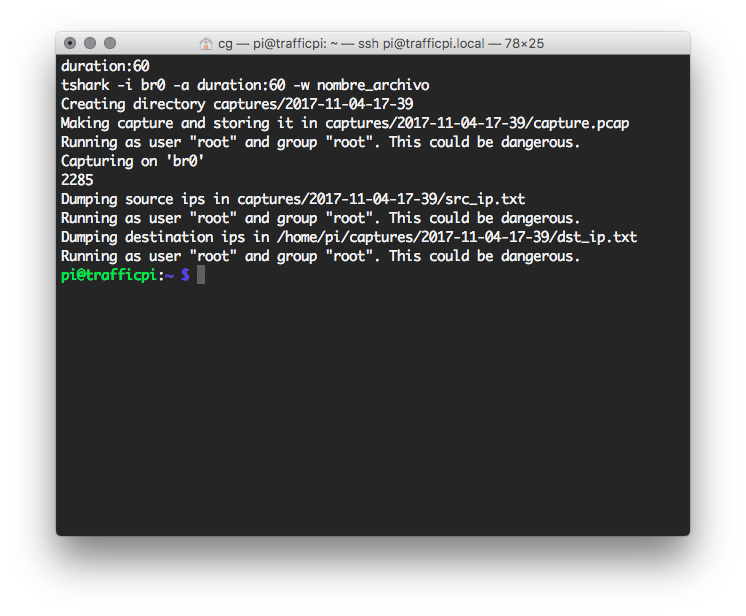 cg — pi@trafficpi: ~ — ssh pi@trafficpi.local — 78×25
duration:60
tshark -i br0 -a duration:60 -w nombre_archivo
Creating directory captures/2017-11-04-17-39
Making capture and storing it in captures/2017-11-04-17-39/capture.pcap
Running as user "root" and group "root". This could be dangerous.
Capturing on 'br0'
2285
Dumping source ips in captures/2017-11-04-17-39/src_ip.txt
Running as user "root" and group "root". This could be dangerous.
Dumping destination ips in /home/pi/captures/2017-11-04-17-39/dst_ip.txt
Running as user "root" and group "root". This could be dangerous.
pi@trafficpi:~ $